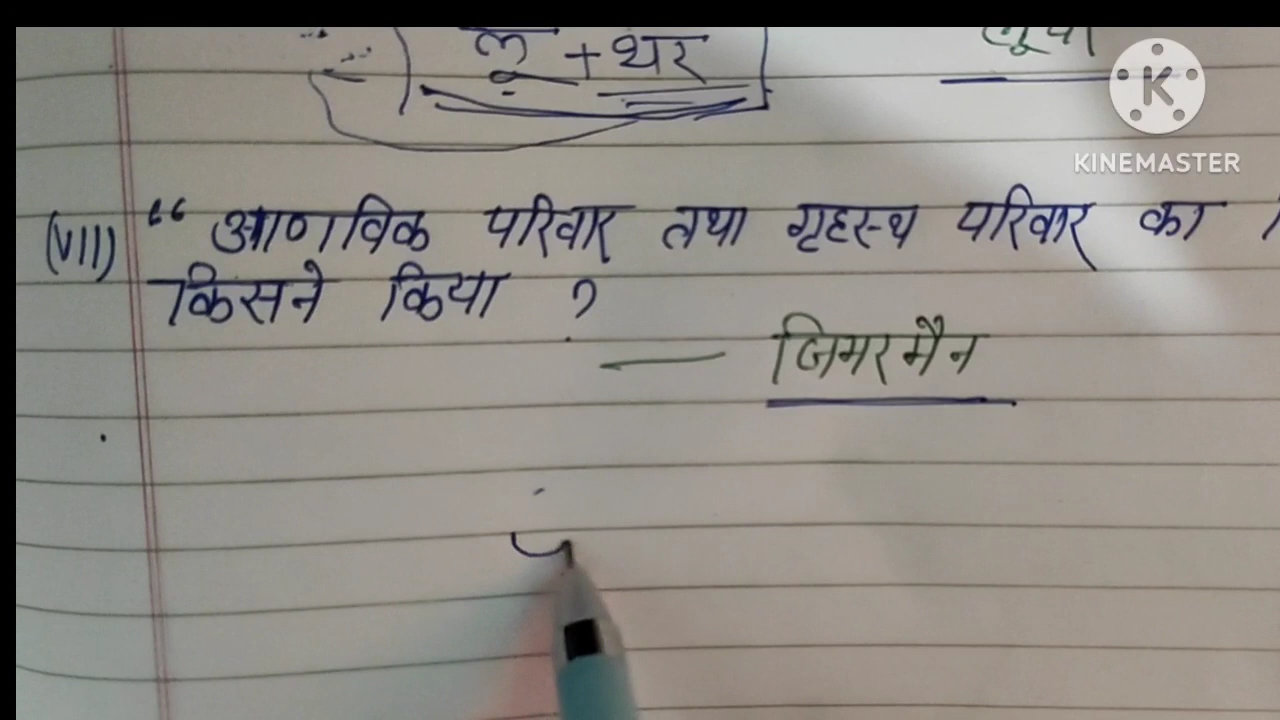 लू + थर
K
KINEMASTER
(VII) “ आणविक परिवार तथा गृहस्थ परिवार का
किसने किया ?
— जिमरमैन